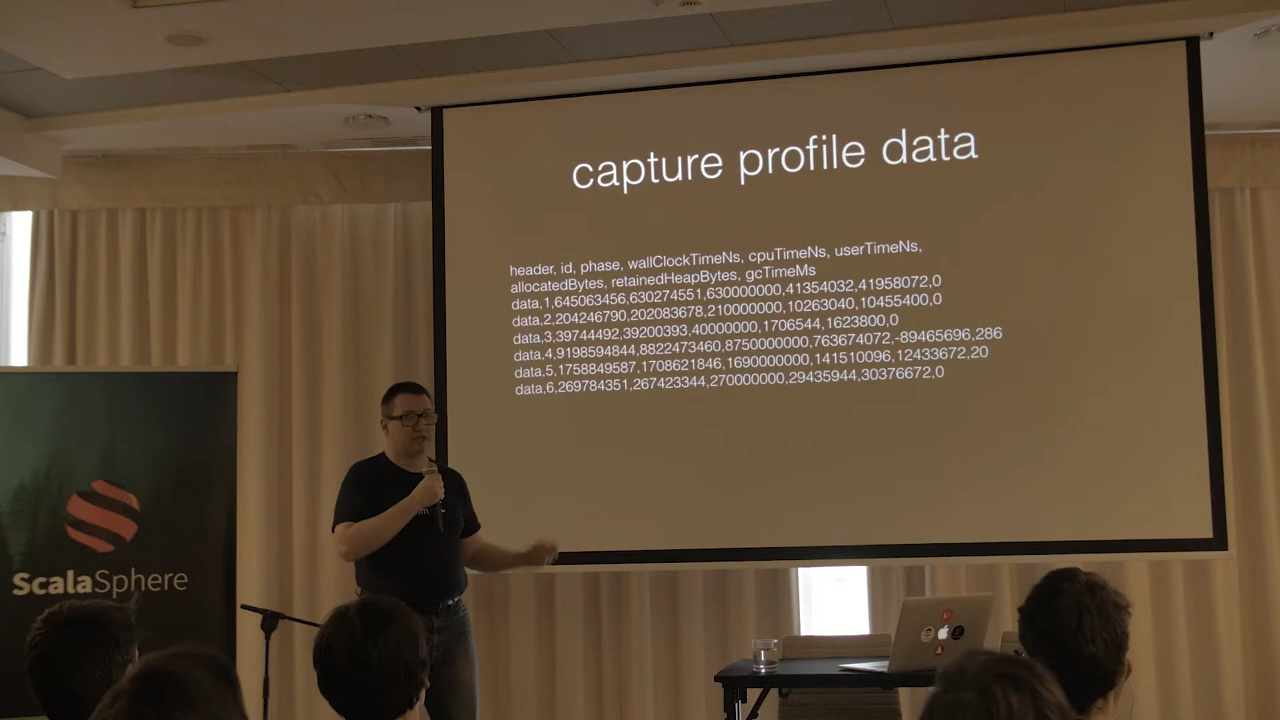 capture profile data
header, id, phase, wallClockTimeNs, cpuTimeNs, userTimeNs,
allocatedBytes, retainedHeapBytes, gcTimeMs
data,1,645063456,630274551,630000000,41354032,41958072,0
data,2,204246790,202083678,210000000,10263040,10455400,0
data,3,39744492,39200393,40000000,1706544,1623800,0
data,4,9198594844,8822473460,8750000000,763674072,-89465696,286
data,5,1758849587,1708621846,1690000000,141510096,12433672,20
data,6,269784351,267423344,270000000,29435944,30376672,0
ScalaSphere